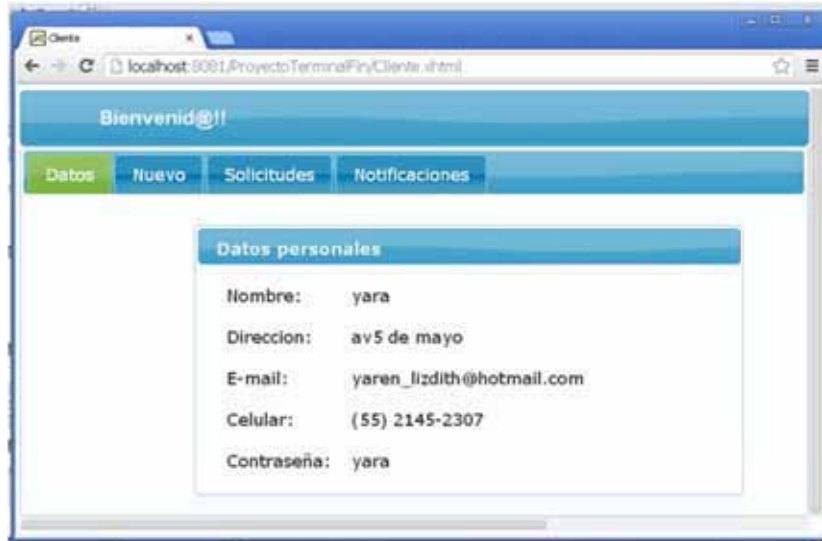 Cliente
localhost:8081/ProyectoTerminalFin/Cliente.xhtml
Bienvenid@!!
Datos Nuevo Solicitudes Notificaciones
Datos personales
Nombre: yara
Direccion: av5 de mayo
E-mail: yaren_lizdith@hotmail.com
Celular: (55) 2145-2307
Contraseña: yara